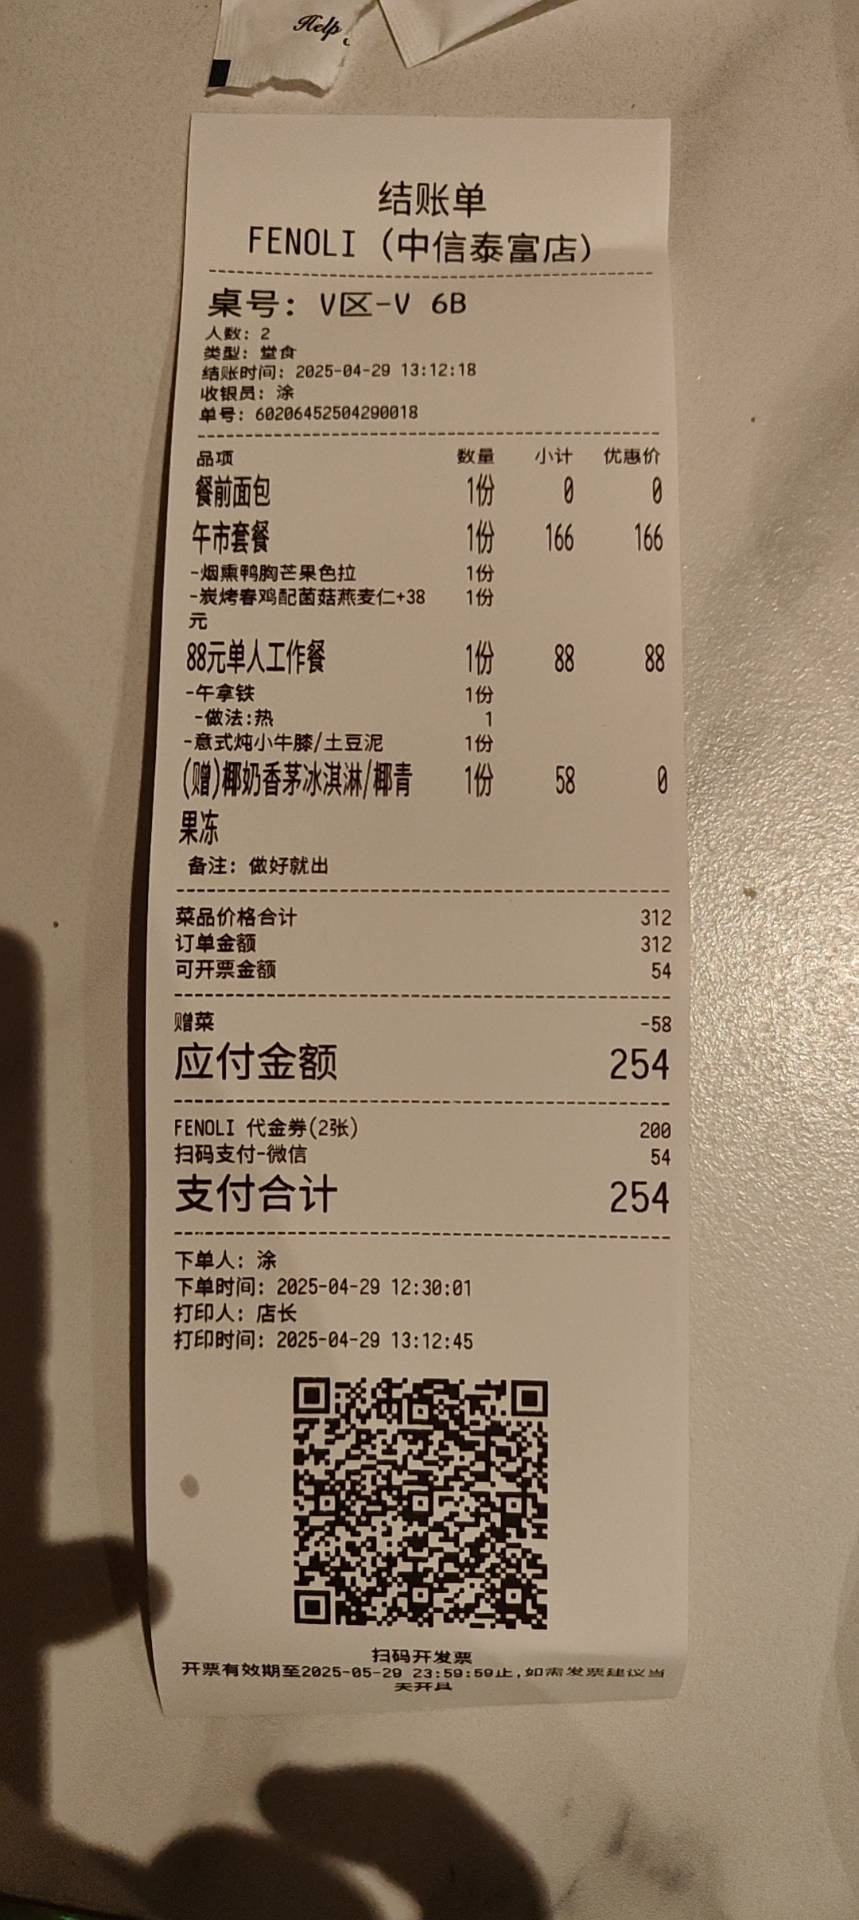 Help
结账单
FENOLI (中信泰富店)
桌号: V区-V 6B
人数: 2
类型: 堂食
结账时间: 2025-04-29 13:12:18
收银员: 涂
单号: 60206452504290018
品项 数量 小计 优惠价
餐前面包 1份 0 0
午市套餐 1份 166 166
-烟熏鸭胸芒果色拉 1份
-炭烤春鸡配菌菇燕麦仁+38 1份
元
88元单人工作餐 1份 88 88
-午拿铁 1份
-做法:热 1
-意式炖小牛膝/土豆泥 1份
(赠)椰奶香茅冰淇淋/椰青 1份 58 0
果冻
备注: 做好就出
菜品价格合计 312
订单金额 312
可开票金额 54
赠菜 -58
应付金额 254
FENOLI 代金券(2张) 200
扫码支付-微信 54
支付合计 254
下单人: 涂
下单时间: 2025-04-29 12:30:01
打印人: 店长
打印时间: 2025-04-29 13:12:45
扫码开发票
开票有效期至2025-05-29 23:59:59止,如需发票建议当
天开具